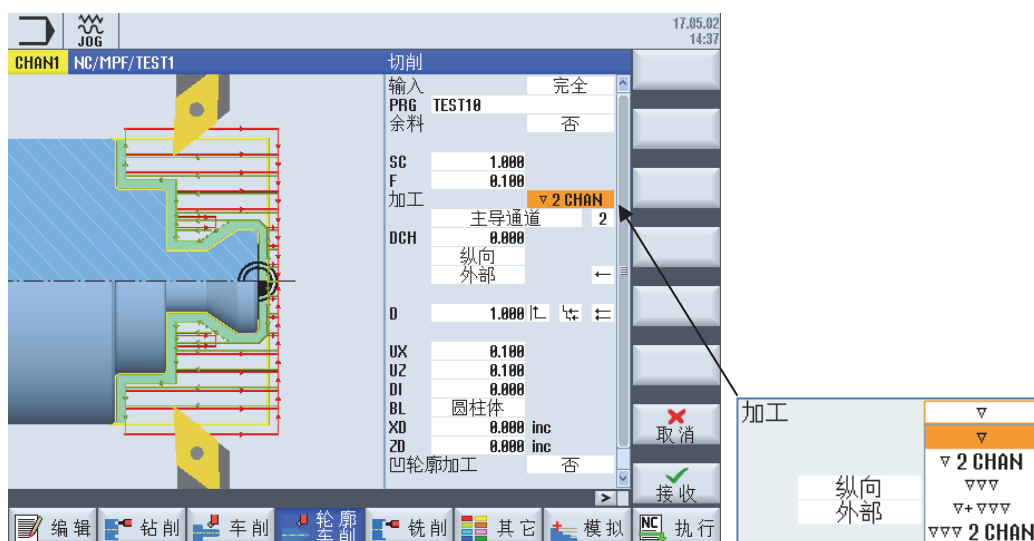 JOG
17.05.02
14:37
CHAN1 NC/MPF/TEST1 切削
输入 完全
PRG TEST10
余料 否
SC 1.000
F 0.100
加工 ▽ 2 CHAN
主导通道 2
DCH 0.000
纵向
外部 ←
D 1.000
UX 0.100
UZ 0.100
DI 0.000
BL 圆柱体
XD 0.000 inc
ZD 0.000 inc
凹轮廓加工 否
取消
接收
编辑 钻削 车削 轮廓车削 铣削 其它 模拟 NC 执行
加工 ▽
▽
▽ 2 CHAN
纵向 ▽▽▽
外部 ▽+▽▽▽
▽▽▽ 2 CHAN